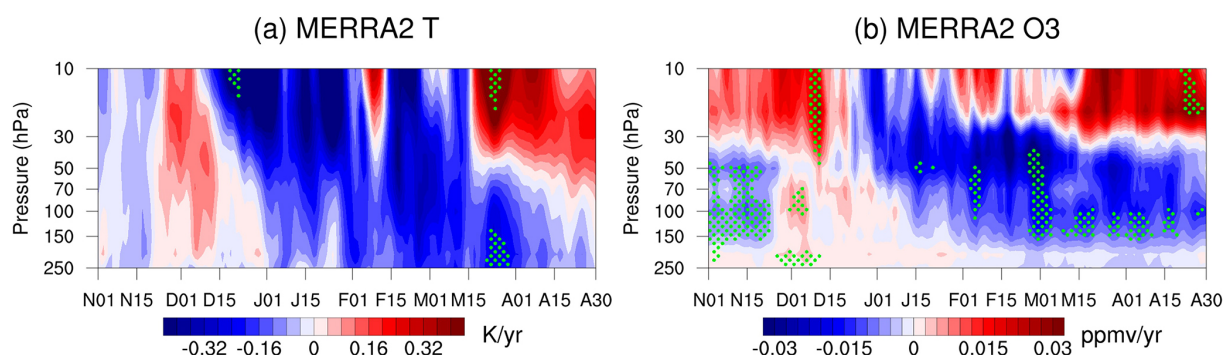 (a) MERRA2 T
(b) MERRA2 O3
Pressure (hPa)
10
30
50
70
100
150
250
N01 N15 D01 D15 J01 J15 F01 F15 M01 M15 A01 A15 A30
-0.32 -0.16 0 0.16 0.32 K/yr
Pressure (hPa)
10
30
50
70
100
150
250
N01 N15 D01 D15 J01 J15 F01 F15 M01 M15 A01 A15 A30
-0.03 -0.015 0 0.015 0.03 ppmv/yr